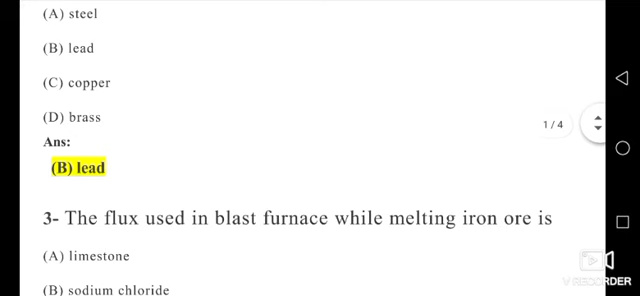 (A) steel
(B) lead
(C) copper
(D) brass
1 / 4
Ans:
(B) lead
3- The flux used in blast furnace while melting iron ore is
(A) limestone
V RECORDER
(B) sodium chloride